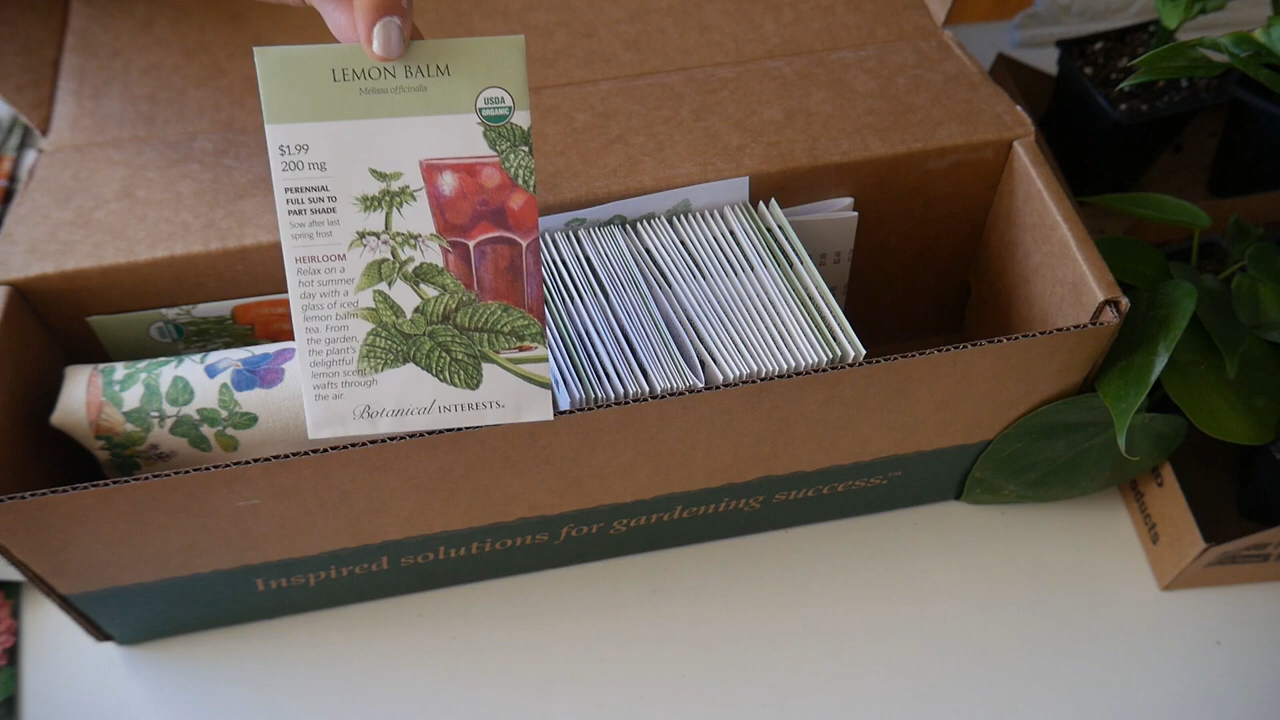 LEMON BALM
Melissa officinalis
USDA
ORGANIC
$1.99
200 mg
PERENNIAL
FULL SUN TO
PART SHADE
Sow after last
spring frost
HEIRLOOM
Relax on a
hot summer
day with a
glass of iced
lemon balm
tea. From
the garden,
the plant's
delightful
lemon scent
wafts through
the air.
Botanical INTERESTS®
Inspired solutions for gardening success.™